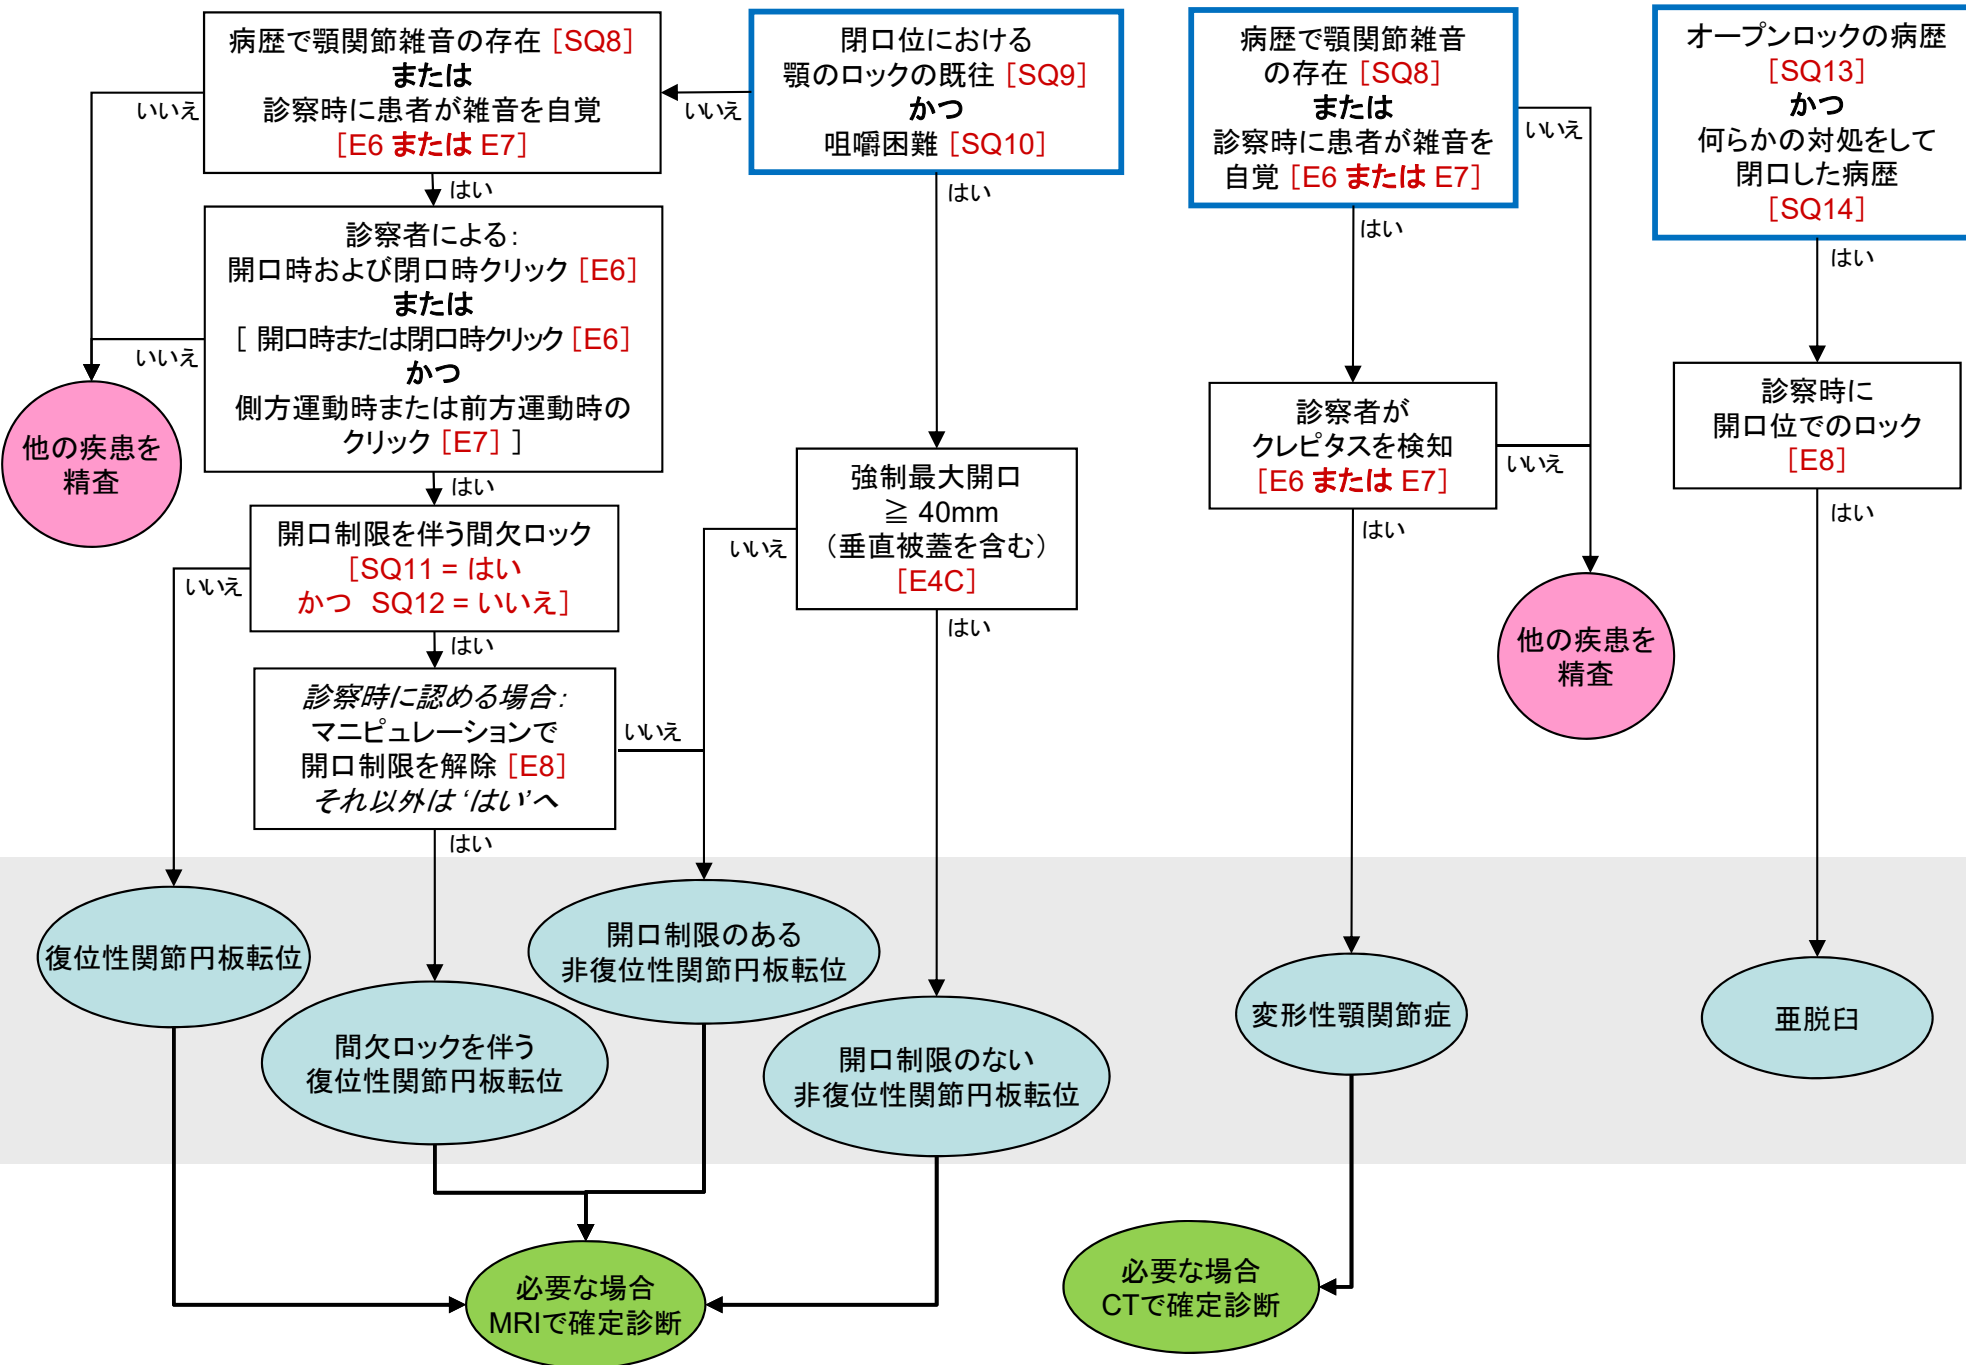 病歴で顎関節雑音の存在 [SQ8]
または
診察時に患者が雑音を自覚
[E6 または E7]
いいえ
はい
閉口位における
顎のロックの既往 [SQ9]
かつ
咀嚼困難 [SQ10]
いいえ
はい
病歴で顎関節雑音
の存在 [SQ8]
または
診察時に患者が雑音を
自覚 [E6 または E7]
いいえ
はい
オープンロックの病歴
[SQ13]
かつ
何らかの対処をして
閉口した病歴
[SQ14]
はい
診察者による：
開口時および閉口時クリック [E6]
または
[ 開口時または閉口時クリック [E6]
かつ
側方運動時または前方運動時の
クリック [E7] ]
いいえ
はい
他の疾患を
精査
開口制限を伴う間欠ロック
[SQ11 = はい
かつ SQ12 = いいえ]
いいえ
はい
診察時に認める場合：
マニピュレーションで
開口制限を解除 [E8]
それ以外は ‘はい’へ
いいえ
はい
強制最大開口
≧ 40mm
（垂直被蓋を含む）
[E4C]
いいえ
はい
診察者が
クレピタスを検知
[E6 または E7]
いいえ
はい
他の疾患を
精査
診察時に
開口位でのロック
[E8]
はい
復位性関節円板転位
間欠ロックを伴う
復位性関節円板転位
開口制限のある
非復位性関節円板転位
開口制限のない
非復位性関節円板転位
変形性顎関節症
亜脱臼
必要な場合
MRIで確定診断
必要な場合
CTで確定診断